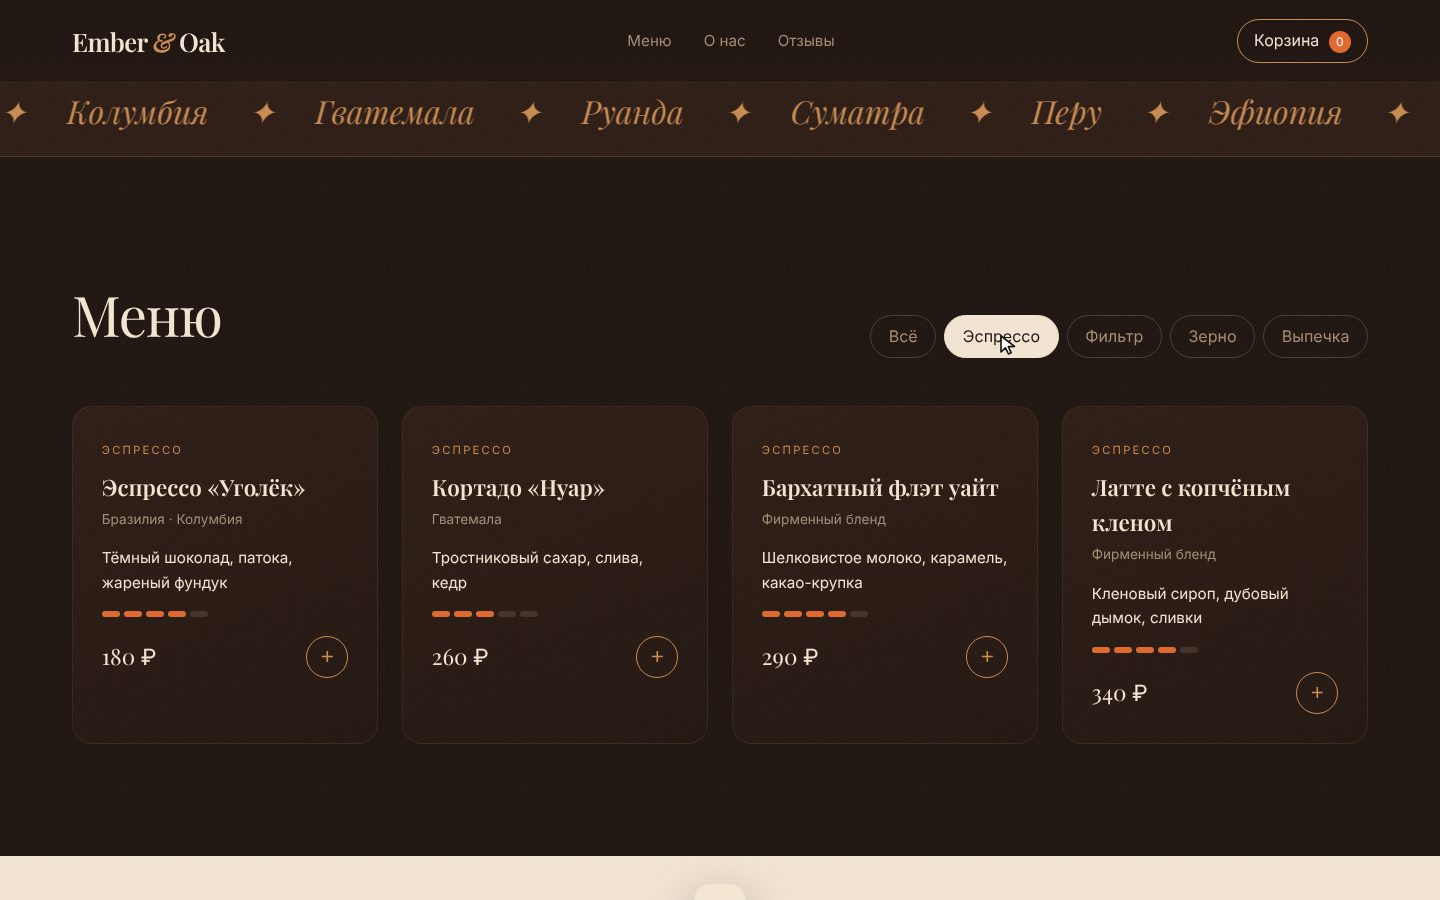 Ember & Oak
Меню
О нас
Отзывы
Корзина 0
✦ Колумбия ✦ Гватемала ✦ Руанда ✦ Суматра ✦ Перу ✦ Эфиопия ✦
Меню
Всё
Эспрессо
Фильтр
Зерно
Выпечка
ЭСПРЕССО
Эспрессо «Уголёк»
Бразилия · Колумбия
Тёмный шоколад, патока,
жареный фундук
180 ₽
+
ЭСПРЕССО
Кортадо «Нуар»
Гватемала
Тростниковый сахар, слива,
кедр
260 ₽
+
ЭСПРЕССО
Бархатный флэт уайт
Фирменный бленд
Шелковистое молоко, карамель,
какао-крупка
290 ₽
+
ЭСПРЕССО
Латте с копчёным
кленом
Фирменный бленд
Кленовый сироп, дубовый
дымок, сливки
340 ₽
+